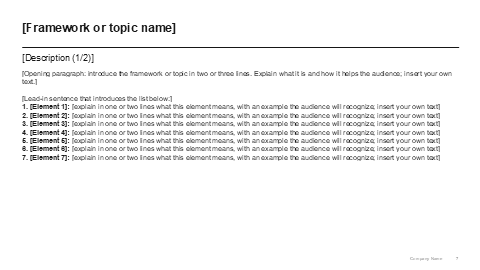 [Framework or topic name]
[Description (1/2)]
[Opening paragraph: introduce the framework or topic in two or three lines. Explain what it is and how it helps the audience; insert your own
text.]
[Lead-in sentence that introduces the list below:]
1. [Element 1]: [explain in one or two lines what this element means, with an example the audience will recognize; insert your own text]
2. [Element 2]: [explain in one or two lines what this element means, with an example the audience will recognize; insert your own text]
3. [Element 3]: [explain in one or two lines what this element means, with an example the audience will recognize; insert your own text]
4. [Element 4]: [explain in one or two lines what this element means, with an example the audience will recognize; insert your own text]
5. [Element 5]: [explain in one or two lines what this element means, with an example the audience will recognize; insert your own text]
6. [Element 6]: [explain in one or two lines what this element means, with an example the audience will recognize; insert your own text]
7. [Element 7]: [explain in one or two lines what this element means, with an example the audience will recognize; insert your own text]
Company Name